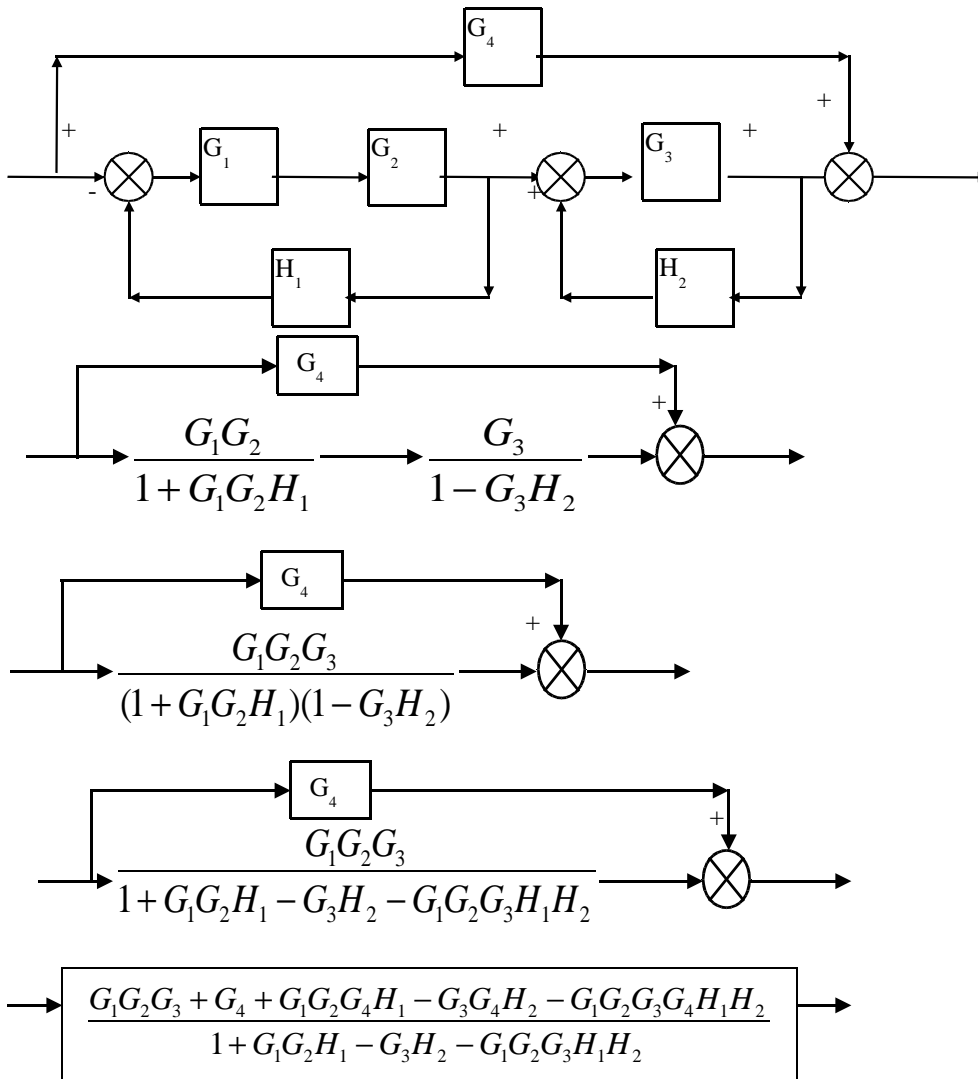 G₄
+ + + +
G₁ G₂ G₃
- +
H₁ H₂
G₄
+
G₁G₂ / 1 + G₁G₂H₁ G₃ / 1 − G₃H₂
G₄
+
G₁G₂G₃ / (1 + G₁G₂H₁)(1 − G₃H₂)
G₄
+
G₁G₂G₃ / 1 + G₁G₂H₁ − G₃H₂ − G₁G₂G₃H₁H₂
G₁G₂G₃ + G₄ + G₁G₂G₄H₁ − G₃G₄H₂ − G₁G₂G₃G₄H₁H₂ / 1 + G₁G₂H₁ − G₃H₂ − G₁G₂G₃H₁H₂